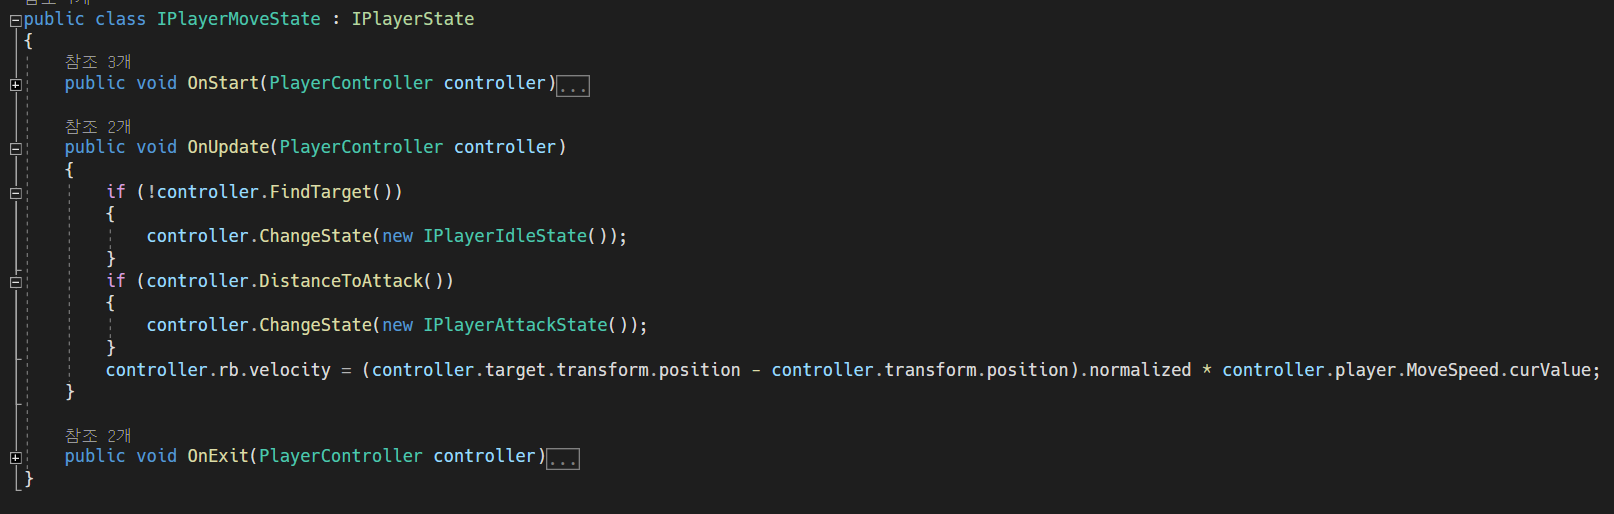 public class IPlayerMoveState : IPlayerState
{
참조 3개
public void OnStart(PlayerController controller)...
참조 2개
public void OnUpdate(PlayerController controller)
{
if (!controller.FindTarget())
{
controller.ChangeState(new IPlayerIdleState());
}
if (controller.DistanceToAttack())
{
controller.ChangeState(new IPlayerAttackState());
}
controller.rb.velocity = (controller.target.transform.position - controller.transform.position).normalized * controller.player.MoveSpeed.curValue;
}
참조 2개
public void OnExit(PlayerController controller)...
}